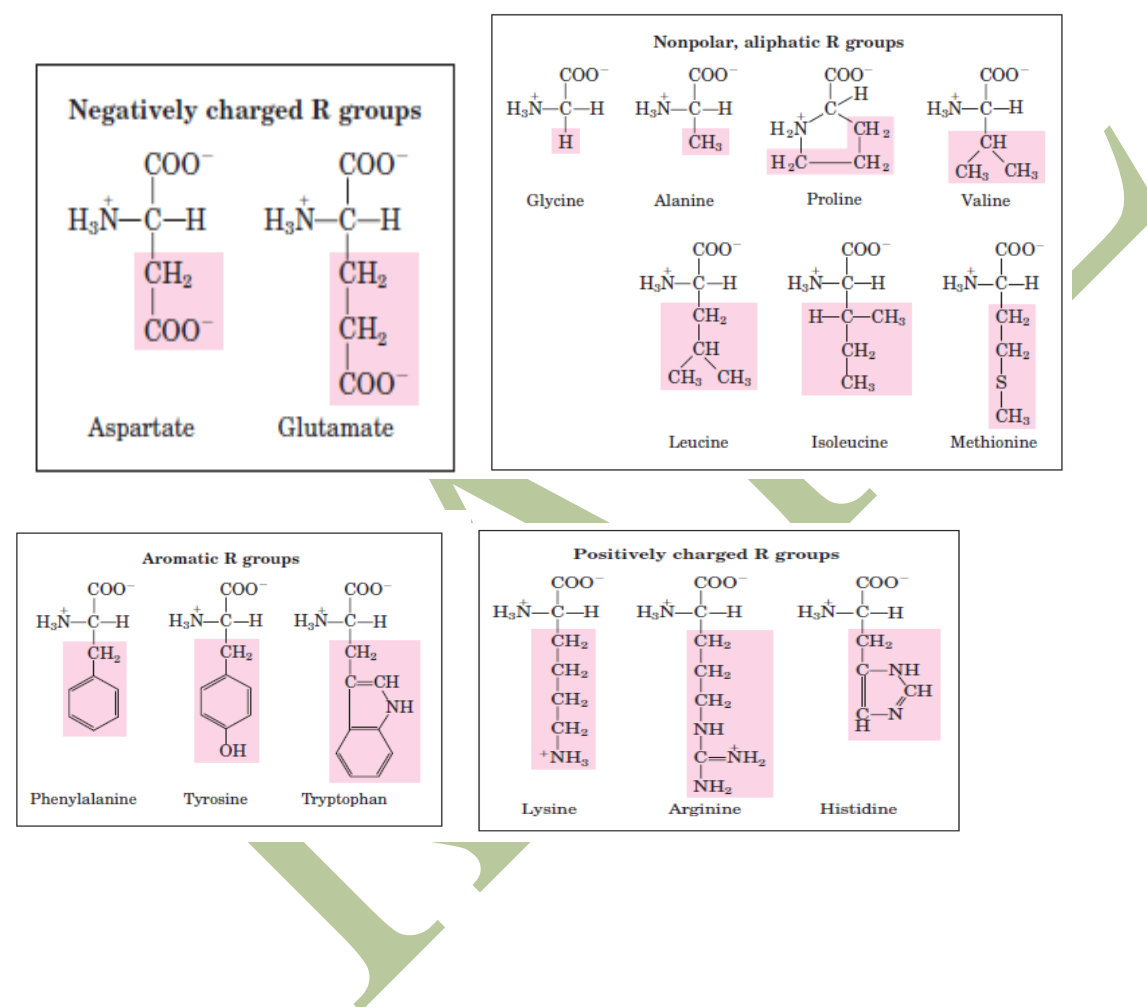 Negatively charged R groups
COO⁻ COO⁻
H₃N⁺—C—H H₃N⁺—C—H
CH₂ CH₂
COO⁻ CH₂
COO⁻
Aspartate Glutamate
Nonpolar, aliphatic R groups
COO⁻ COO⁻ COO⁻ COO⁻
H₃N⁺—C—H H₃N⁺—C—H H₂N⁺ C H H₃N⁺—C—H
H CH₃ CH₂ CH
H₂C—CH₂ CH₃ CH₃
Glycine Alanine Proline Valine
COO⁻ COO⁻ COO⁻
H₃N⁺—C—H H₃N⁺—C—H H₃N⁺—C—H
CH₂ H—C—CH₃ CH₂
CH CH₂ CH₂
CH₃ CH₃ CH₃ S
CH₃
Leucine Isoleucine Methionine
Aromatic R groups
COO⁻ COO⁻ COO⁻
H₃N⁺—C—H H₃N⁺—C—H H₃N⁺—C—H
CH₂ CH₂ CH₂
C=CH
NH
OH
Phenylalanine Tyrosine Tryptophan
Positively charged R groups
COO⁻ COO⁻ COO⁻
H₃N⁺—C—H H₃N⁺—C—H H₃N⁺—C—H
CH₂ CH₂ CH₂
CH₂ CH₂ C—NH
CH₂ CH₂ CH
CH₂ NH C—N
⁺NH₃ C=N⁺H₂ H
NH₂
Lysine Arginine Histidine